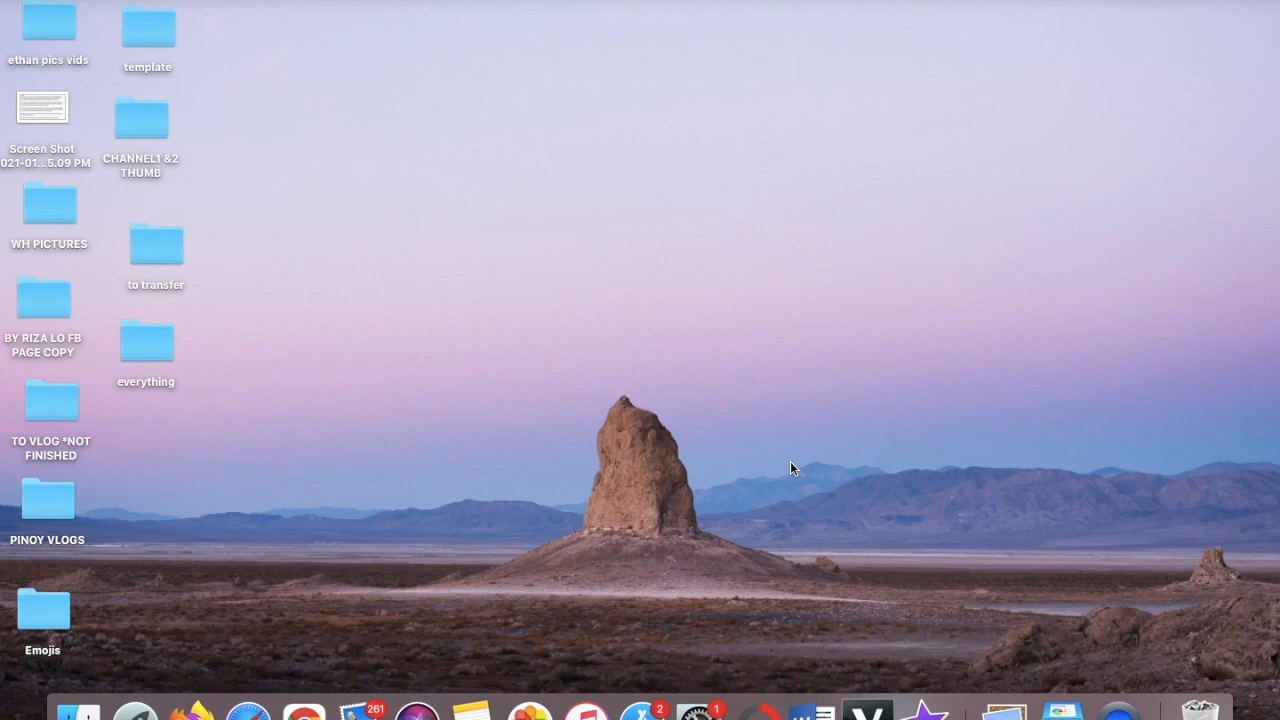 ethan pics vids
template
Screen Shot
021-01...5.09 PM
CHANNEL1 &2
THUMB
WH PICTURES
to transfer
BY RIZA LO FB
PAGE COPY
everything
TO VLOG *NOT
FINISHED
PINOY VLOGS
Emojis
261
2
1